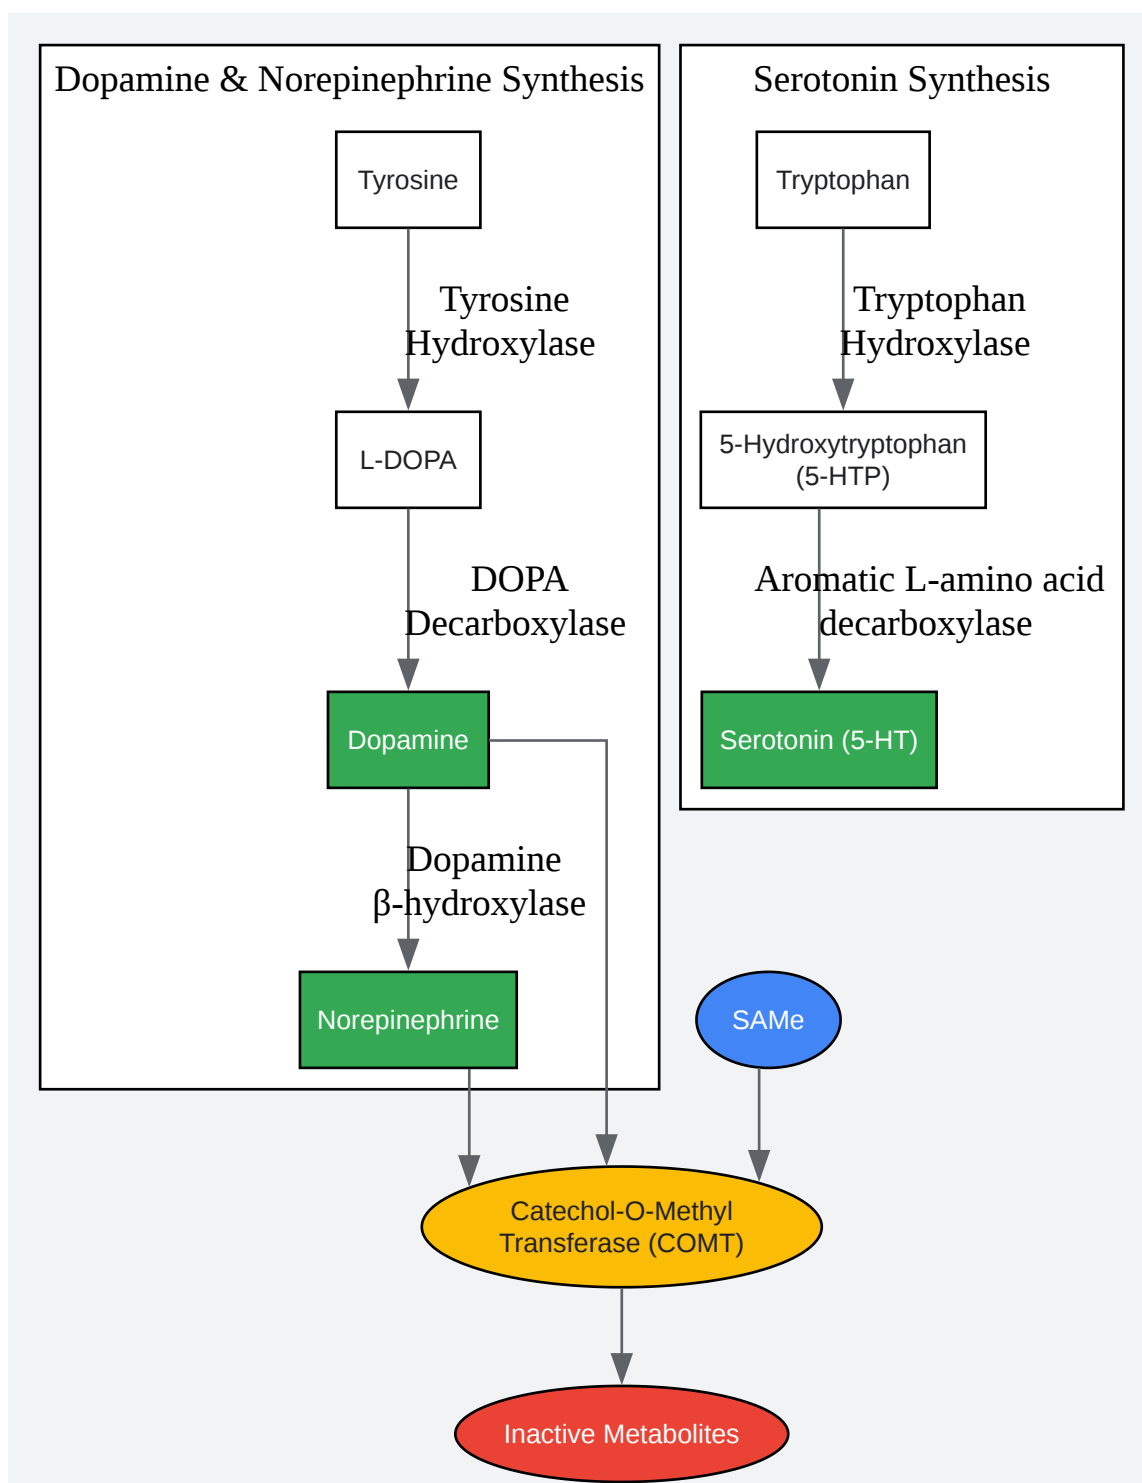 Dopamine & Norepinephrine Synthesis
Tyrosine
Tyrosine
Hydroxylase
L-DOPA
DOPA
Decarboxylase
Dopamine
Dopamine
β-hydroxylase
Norepinephrine
Serotonin Synthesis
Tryptophan
Tryptophan
Hydroxylase
5-Hydroxytryptophan
(5-HTP)
Aromatic L-amino acid
decarboxylase
Serotonin (5-HT)
SAMe
Catechol-O-Methyl
Transferase (COMT)
Inactive Metabolites